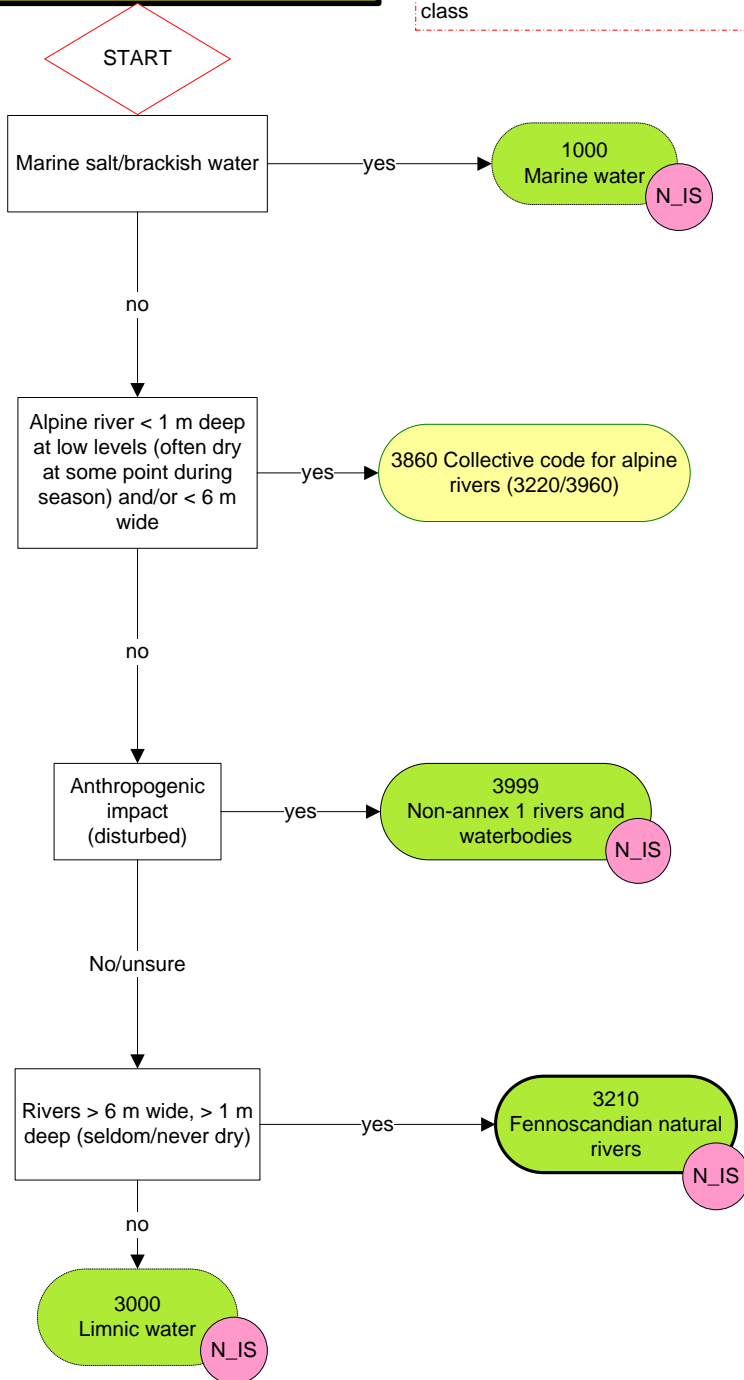 class
START
Marine salt/brackish water
yes
1000
Marine water
N_IS
no
Alpine river < 1 m deep
at low levels (often dry
at some point during
season) and/or < 6 m
wide
yes
3860 Collective code for alpine
rivers (3220/3960)
no
Anthropogenic
impact
(disturbed)
yes
3999
Non-annex 1 rivers and
waterbodies
N_IS
No/unsure
Rivers > 6 m wide, > 1 m
deep (seldom/never dry)
yes
3210
Fennoscandian natural
rivers
N_IS
no
3000
Limnic water
N_IS